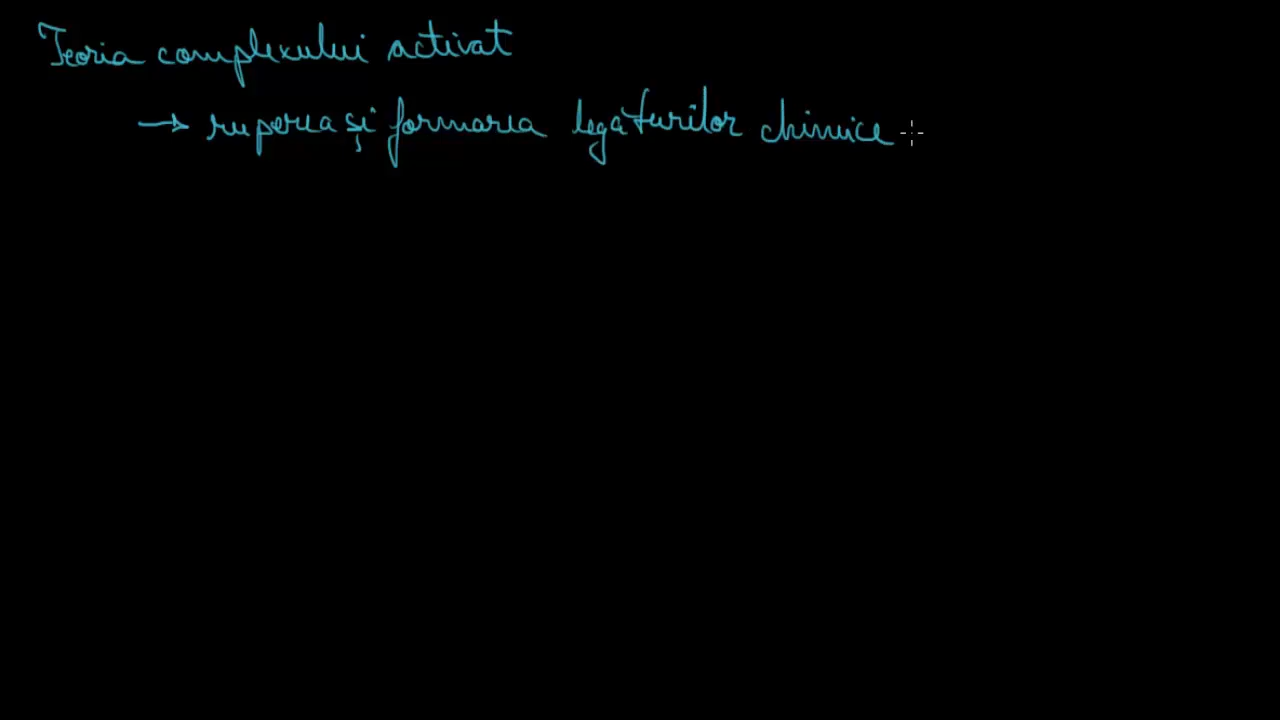 Teoria complexului activat
→ ruperea și formarea legăturilor chimice